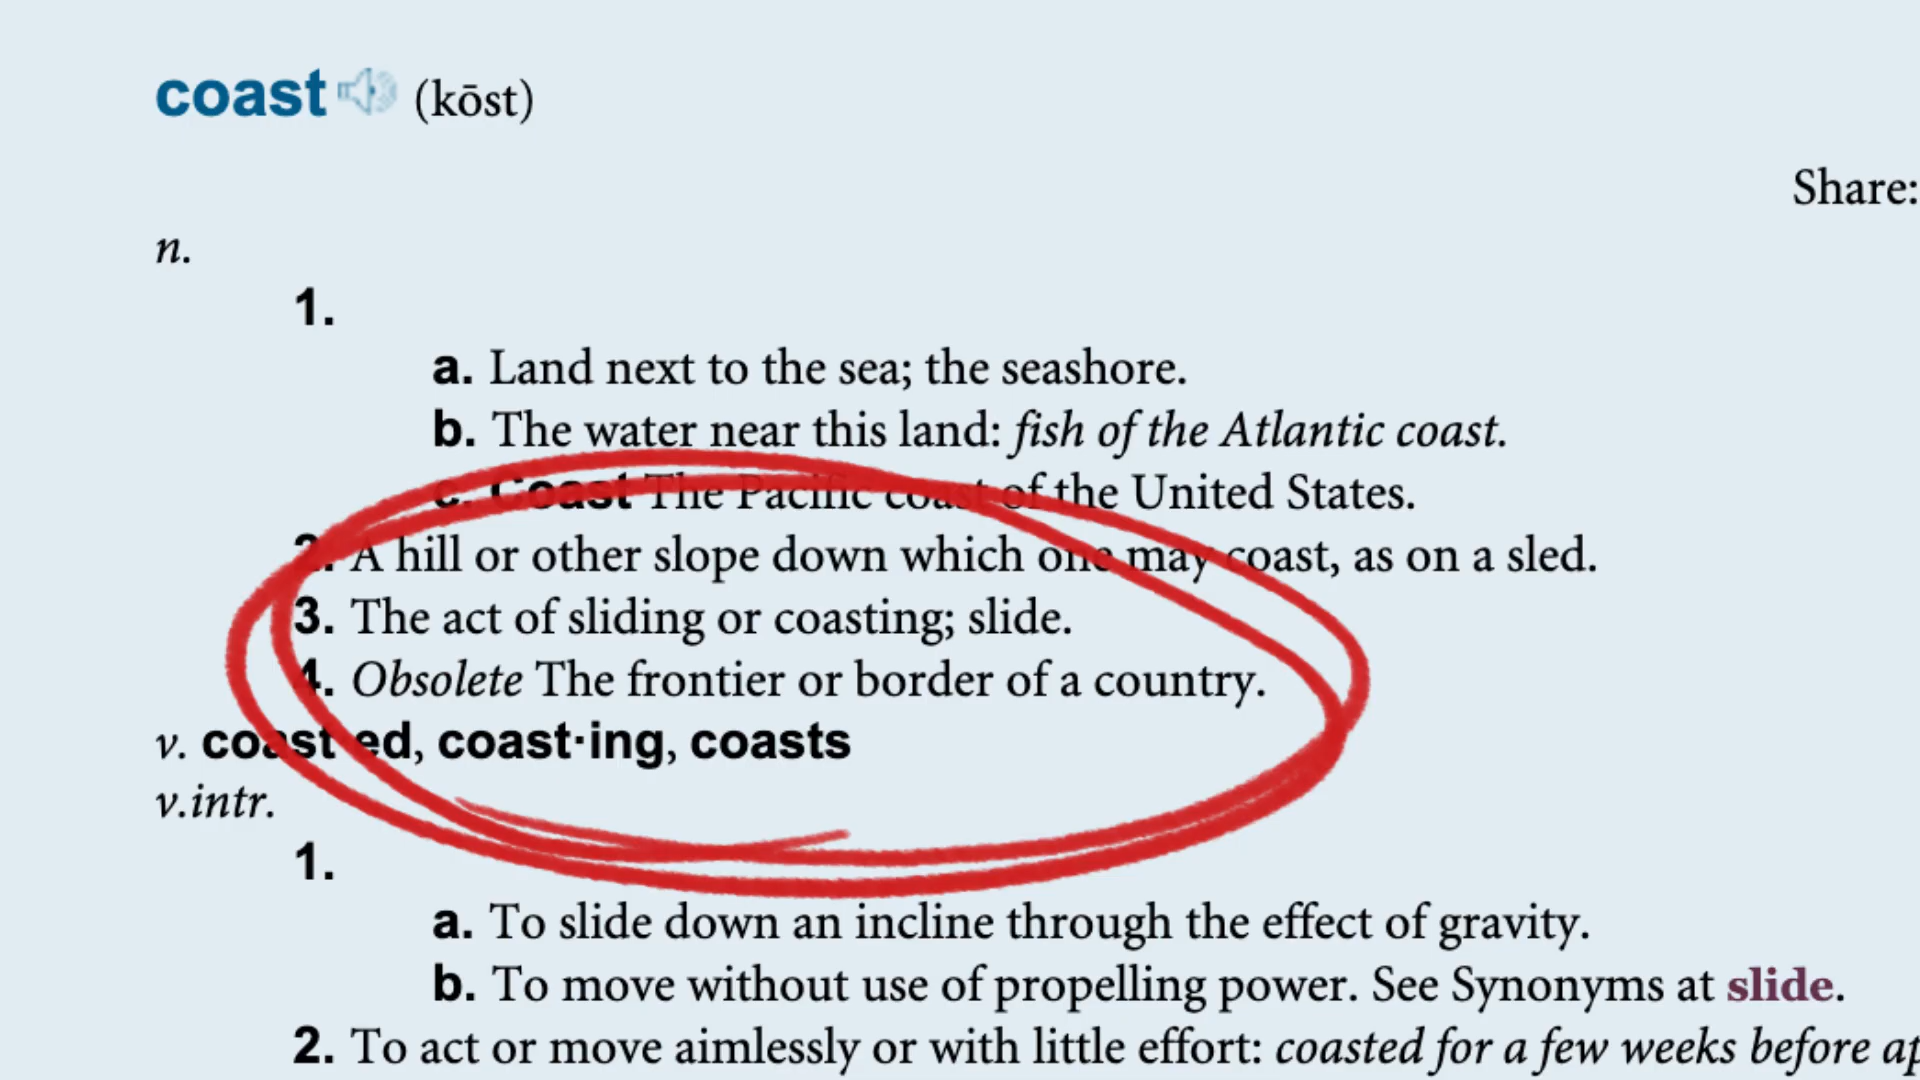 coast (kōst)
Share:
n.
1.
a. Land next to the sea; the seashore.
b. The water near this land: fish of the Atlantic coast.
c. Coast The Pacific coast of the United States.
2. A hill or other slope down which one may coast, as on a sled.
3. The act of sliding or coasting; slide.
4. Obsolete The frontier or border of a country.
v. coast·ed, coast·ing, coasts
v.intr.
1.
a. To slide down an incline through the effect of gravity.
b. To move without use of propelling power. See Synonyms at slide.
2. To act or move aimlessly or with little effort: coasted for a few weeks before